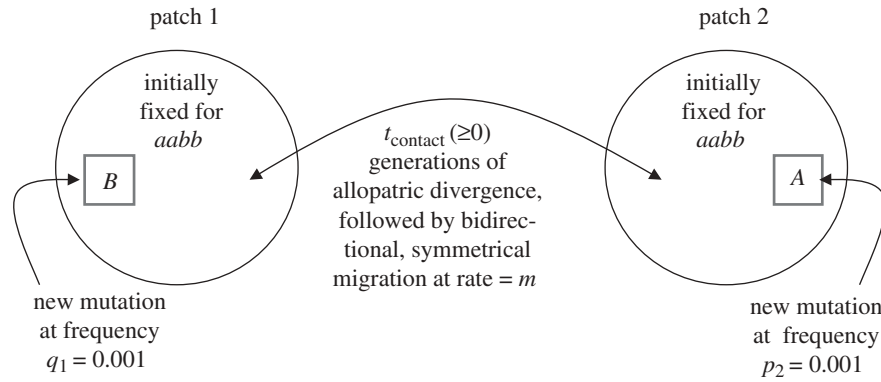 patch 1
patch 2
initially
fixed for
aabb
initially
fixed for
aabb
t_contact (≥0)
generations of
allopatric divergence,
followed by bidirec-
tional, symmetrical
migration at rate = m
B
A
new mutation
at frequency
q₁ = 0.001
new mutation
at frequency
p₂ = 0.001